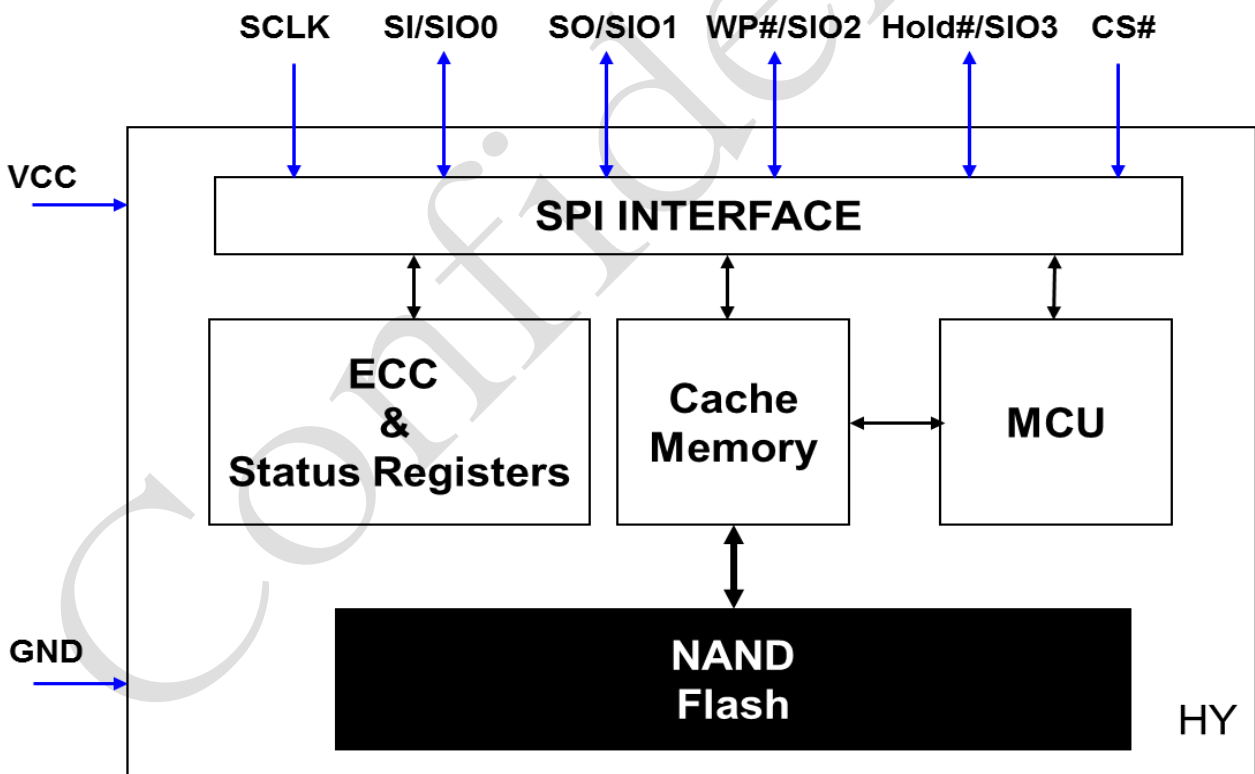 SCLK SI/SIO0 SO/SIO1 WP#/SIO2 Hold#/SIO3 CS#
VCC
SPI INTERFACE
ECC
&
Status Registers
Cache
Memory
MCU
GND
NAND
Flash
HY
Confide